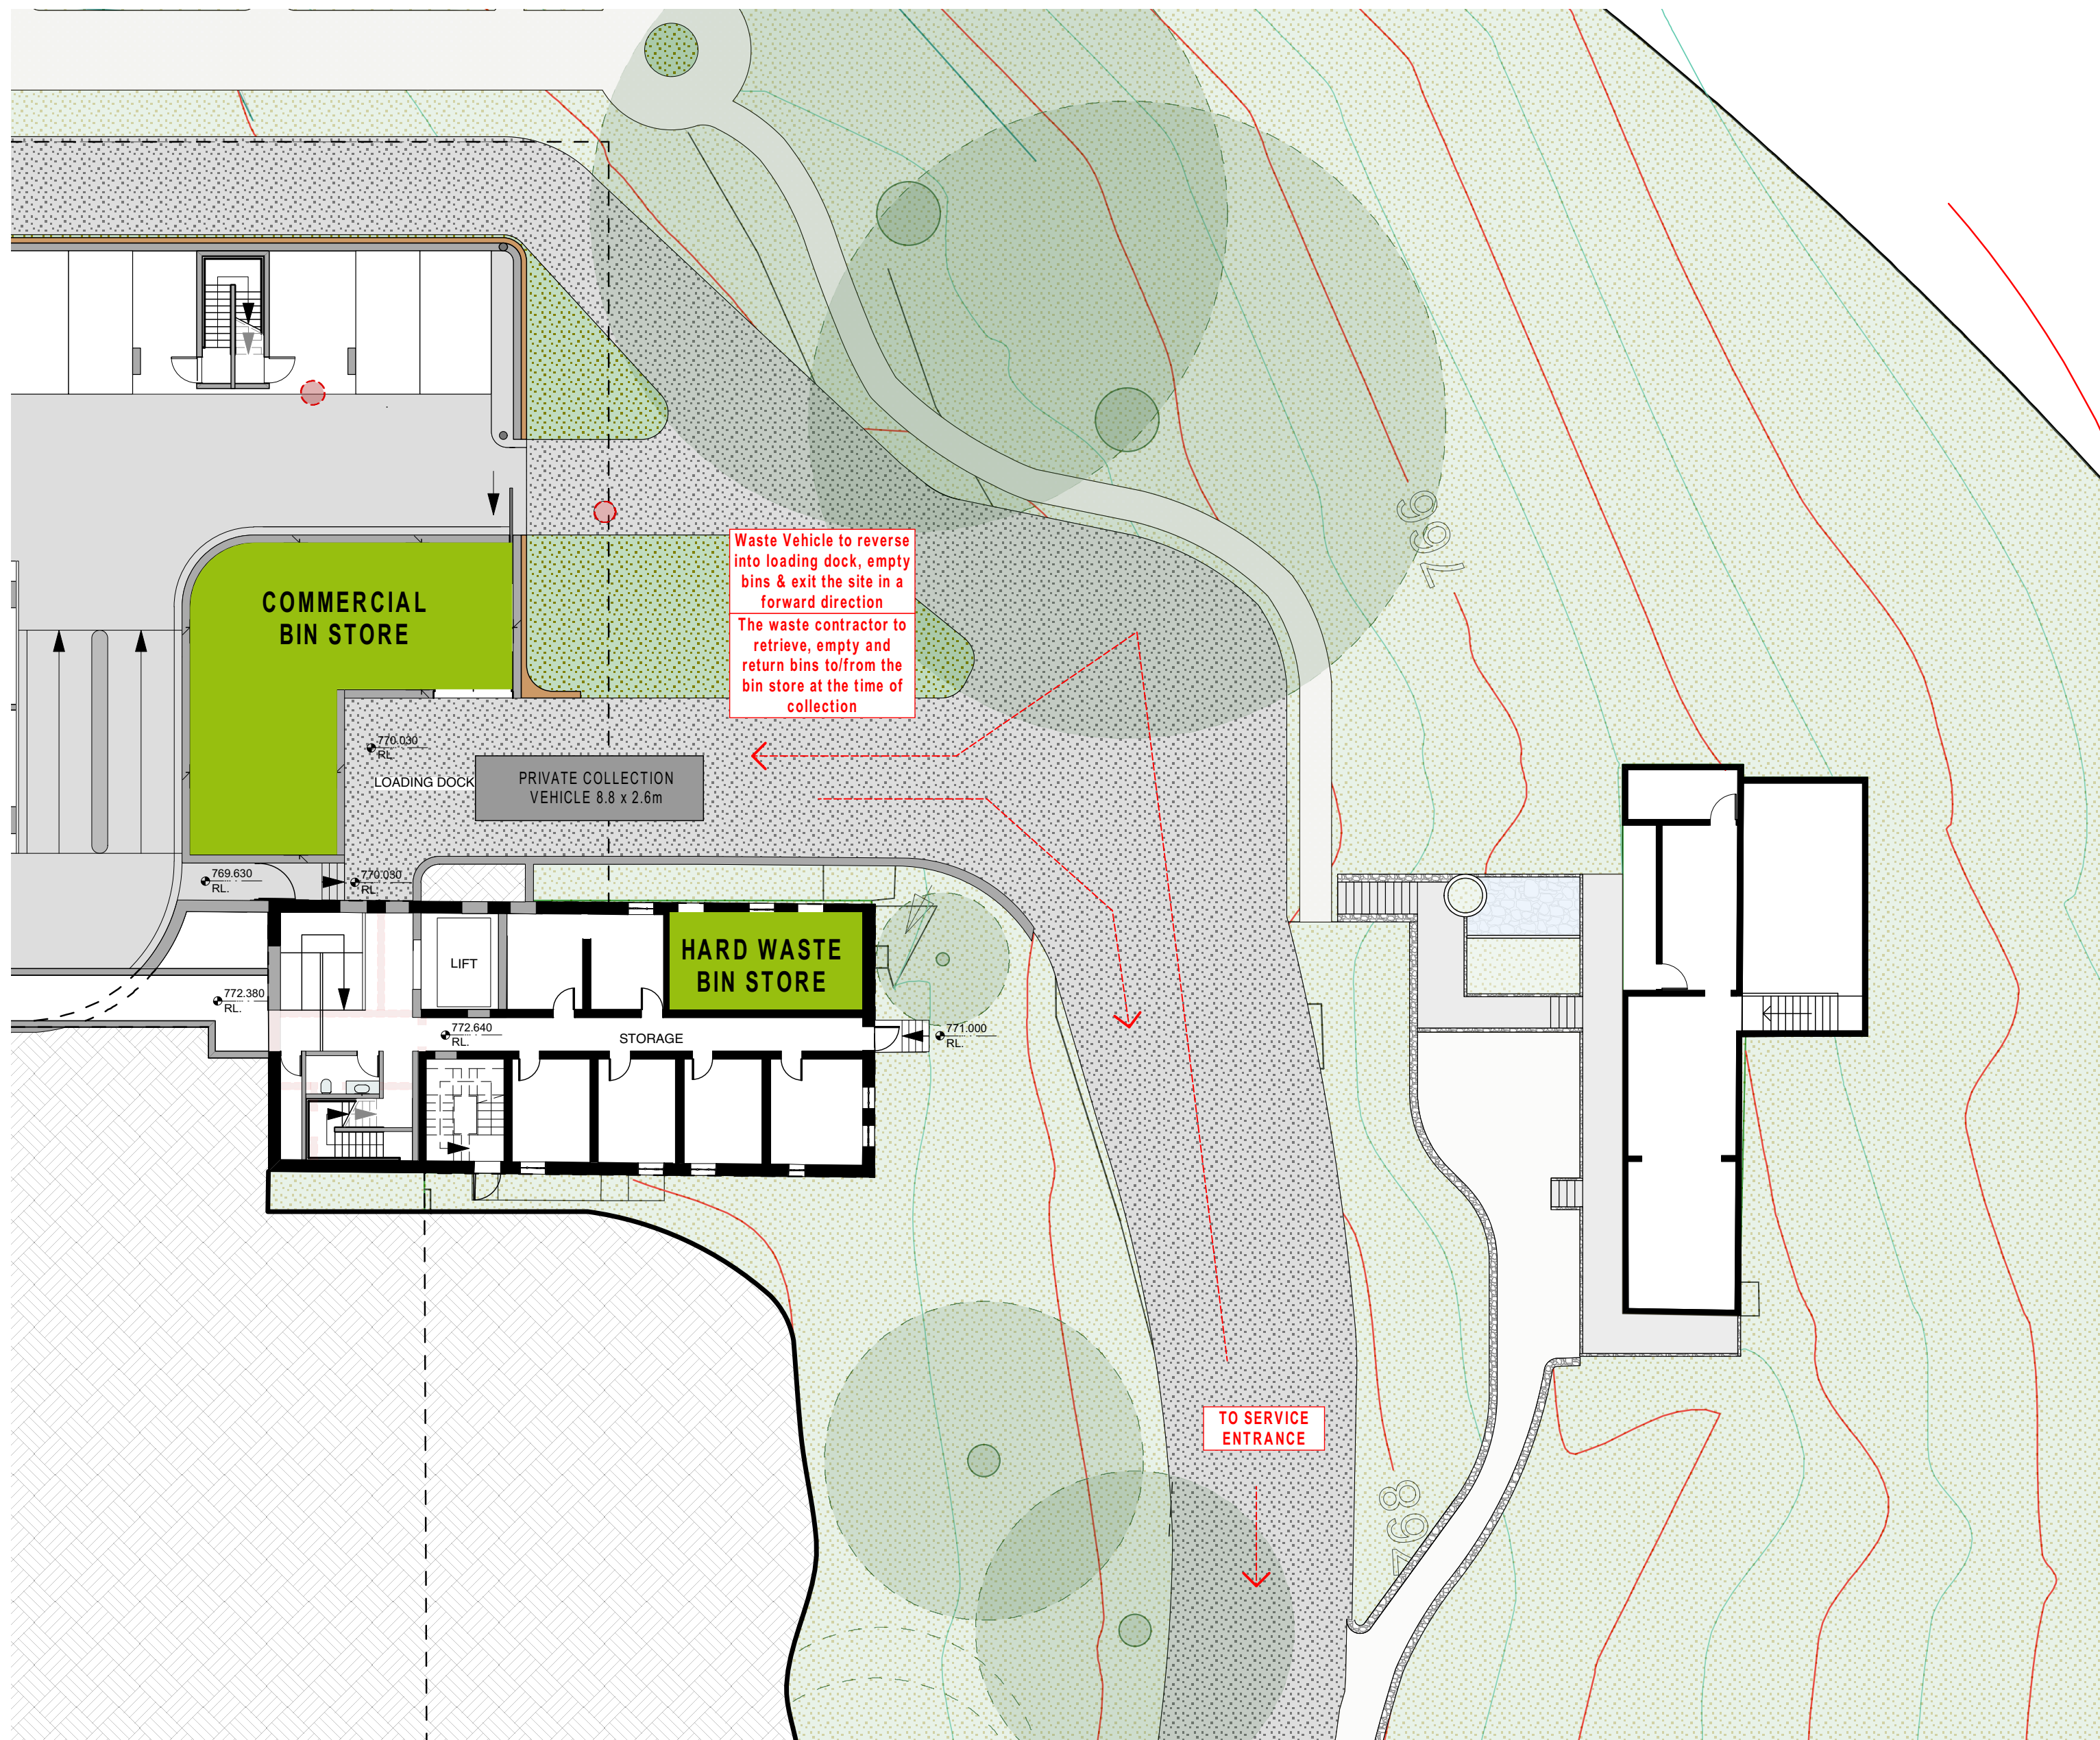 766
Waste Vehicle to reverse
into loading dock, empty
bins & exit the site in a
forward direction
The waste contractor to
retrieve, empty and
return bins to/from the
bin store at the time of
collection
COMMERCIAL
BIN STORE
770.030
RL.
LOADING DOCK
PRIVATE COLLECTION
VEHICLE 8.8 x 2.6m
769.630
RL.
770.030
RL.
HARD WASTE
BIN STORE
LIFT
772.380
RL.
772.640
RL.
STORAGE
771.000
RL.
TO SERVICE
ENTRANCE
768